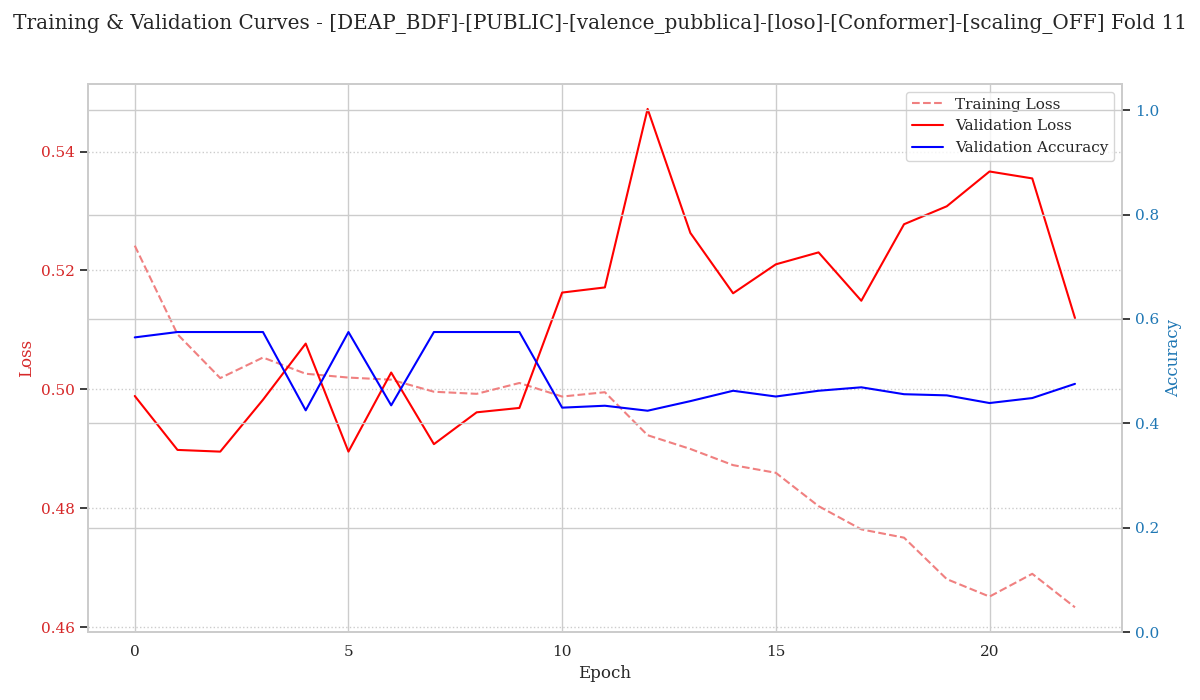 Training & Validation Curves - [DEAP_BDF]-[PUBLIC]-[valence_pubblica]-[loso]-[Conformer]-[scaling_OFF] Fold 11
Training Loss
Validation Loss
Validation Accuracy
0.54
0.52
0.50
0.48
0.46
Loss
1.0
0.8
0.6
0.4
0.2
0.0
Accuracy
0
5
10
15
20
Epoch